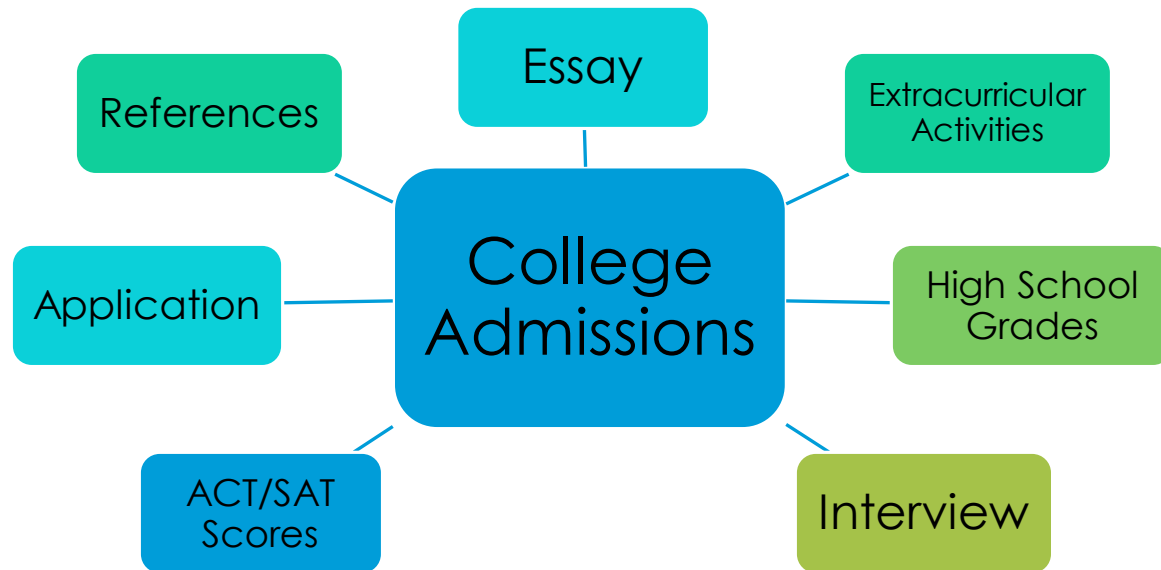 Essay
References
Extracurricular
Activities
College
Admissions
Application
High School
Grades
ACT/SAT
Scores
Interview